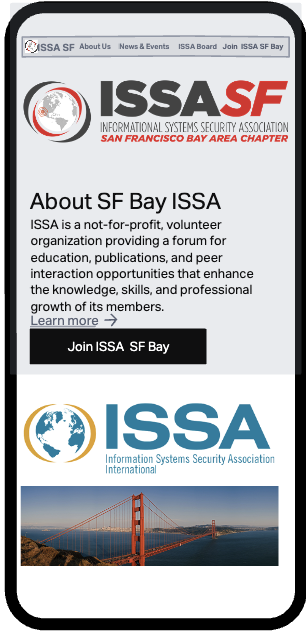 ISSA SF About Us News & Events ISSA Board Join ISSA SF Bay
ISSASF
INFORMATIONAL SYSTEMS SECURITY ASSOCIATION
SAN FRANCISCO BAY AREA CHAPTER
About SF Bay ISSA
ISSA is a not-for-profit, volunteer
organization providing a forum for
education, publications, and peer
interaction opportunities that enhance
the knowledge, skills, and professional
growth of its members.
Learn more →
Join ISSA SF Bay
ISSA
Information Systems Security Association
International